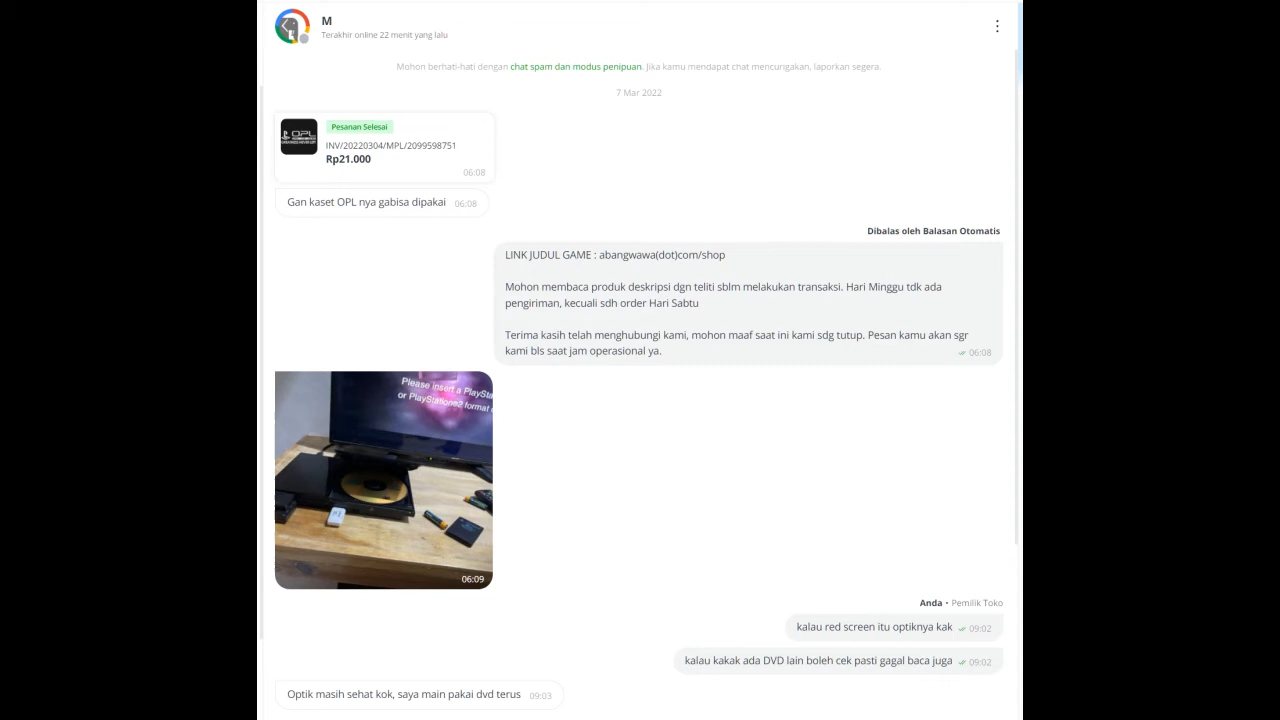 M
Terakhir online 22 menit yang lalu
Mohon berhati-hati dengan chat spam dan modus penipuan. Jika kamu mendapat chat mencurigakan, laporkan segera.
7 Mar 2022
OPL
Pesanan Selesai
INV/20220304/MPL/2099598751
Rp21.000
06:08
Gan kaset OPL nya gabisa dipakai 06:08
Dibalas oleh Balasan Otomatis
LINK JUDUL GAME : abangwawa(dot)com/shop
Mohon membaca produk deskripsi dgn teliti sblm melakukan transaksi. Hari Minggu tdk ada
pengiriman, kecuali sdh order Hari Sabtu
Terima kasih telah menghubungi kami, mohon maaf saat ini kami sdg tutup. Pesan kamu akan sgr
kami bls saat jam operasional ya.
06:08
Please insert a PlaySta
or PlayStation2 format
06:09
Anda • Pemilik Toko
kalau red screen itu optiknya kak 09:02
kalau kakak ada DVD lain boleh cek pasti gagal baca juga 09:02
Optik masih sehat kok, saya main pakai dvd terus 09:03